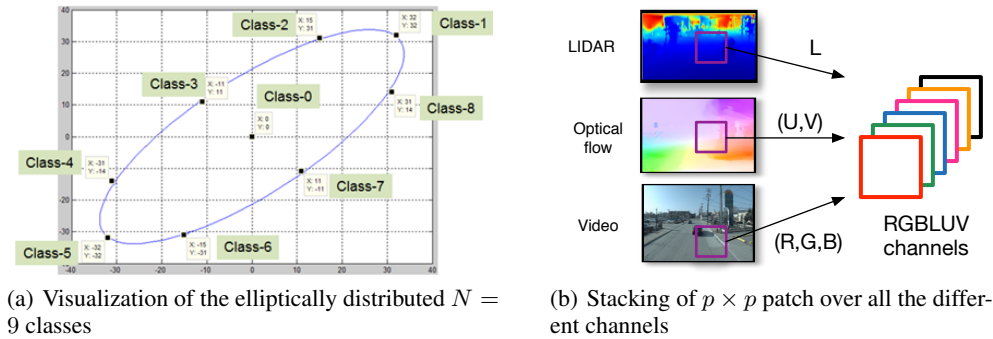 Class-2
X: 15
Y: 31
X: 32
Y: 32
Class-1
Class-3
X: -11
Y: 11
Class-0
X: 0
Y: 0
X: 31
Y: 14
Class-8
Class-4
X: -31
Y: -14
X: 11
Y: -11
Class-7
Class-5
X: -32
Y: -32
X: -15
Y: -31
Class-6
40
30
20
10
0
-10
-20
-30
-40
-40 -30 -20 -10 0 10 20 30 40
(a) Visualization of the elliptically distributed N =
9 classes
LIDAR
L
Optical
flow
(U,V)
Video
(R,G,B)
RGBLUV
channels
(b) Stacking of p × p patch over all the differ-
ent channels